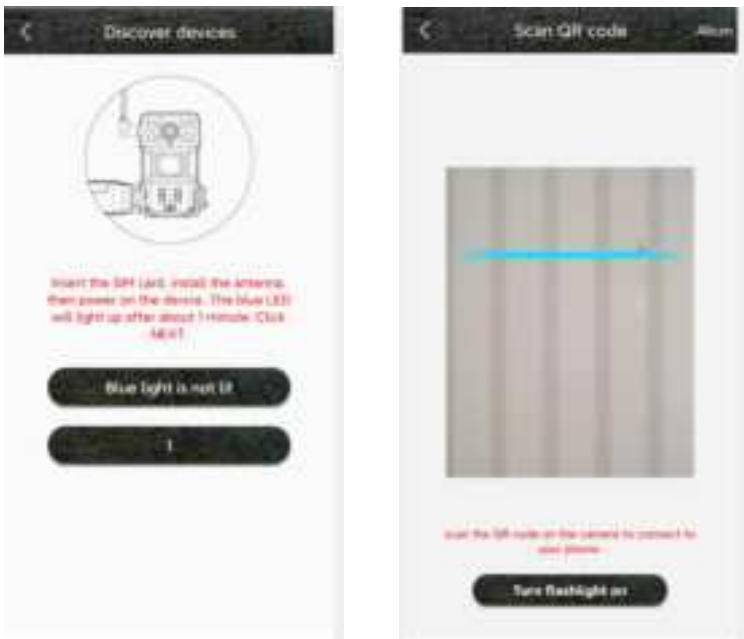 Discover devices
Insert the SIM card, install the antenna,
then power on the device. The blue LED
will light up after about 1 minute. Click
NEXT
Blue light is not lit
1
Scan QR code
Album
scan the QR code on the camera to connect to
your phone
Turn flashlight on